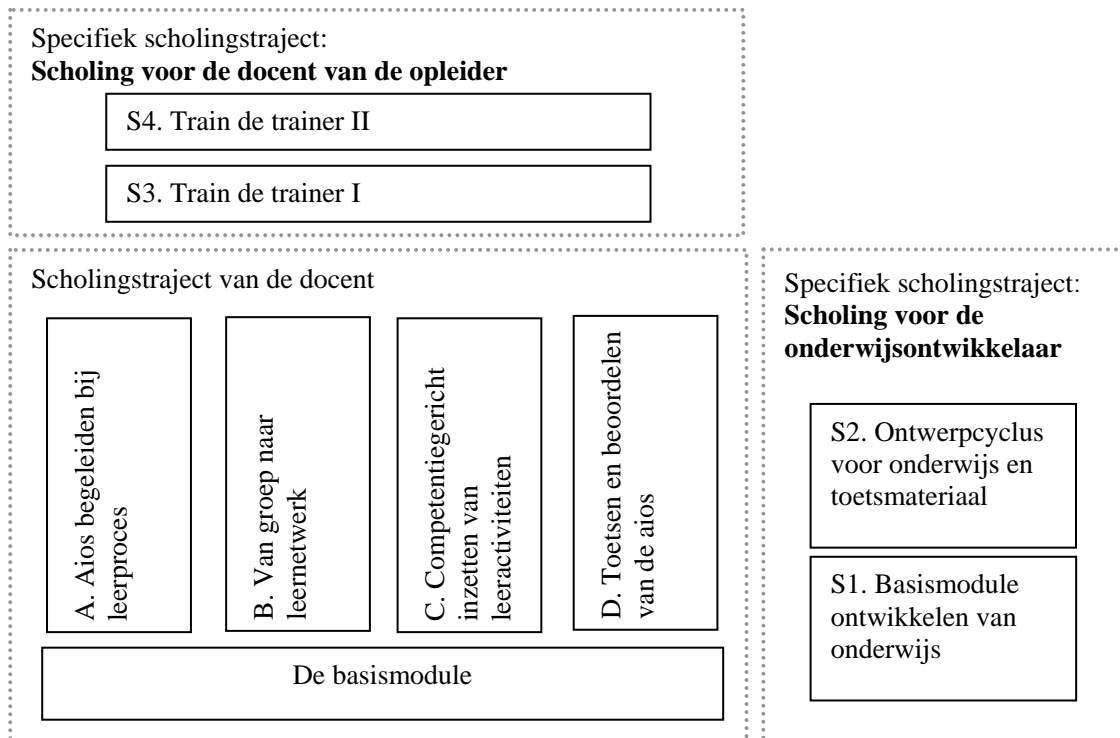 Specifiek scholingstraject:
Scholing voor de docent van de opleider
S4. Train de trainer II
S3. Train de trainer I
Scholingstraject van de docent
A. Aios begeleiden bij
leerproces
B. Van groep naar
leernetwerk
C. Competentiegericht
inzetten van
leeractiviteiten
D. Toetsen en beoordelen
van de aios
De basismodule
Specifiek scholingstraject:
Scholing voor de
onderwijsontwikkelaar
S2. Ontwerpcyclus
voor onderwijs en
toetsmateriaal
S1. Basismodule
ontwikkelen van
onderwijs